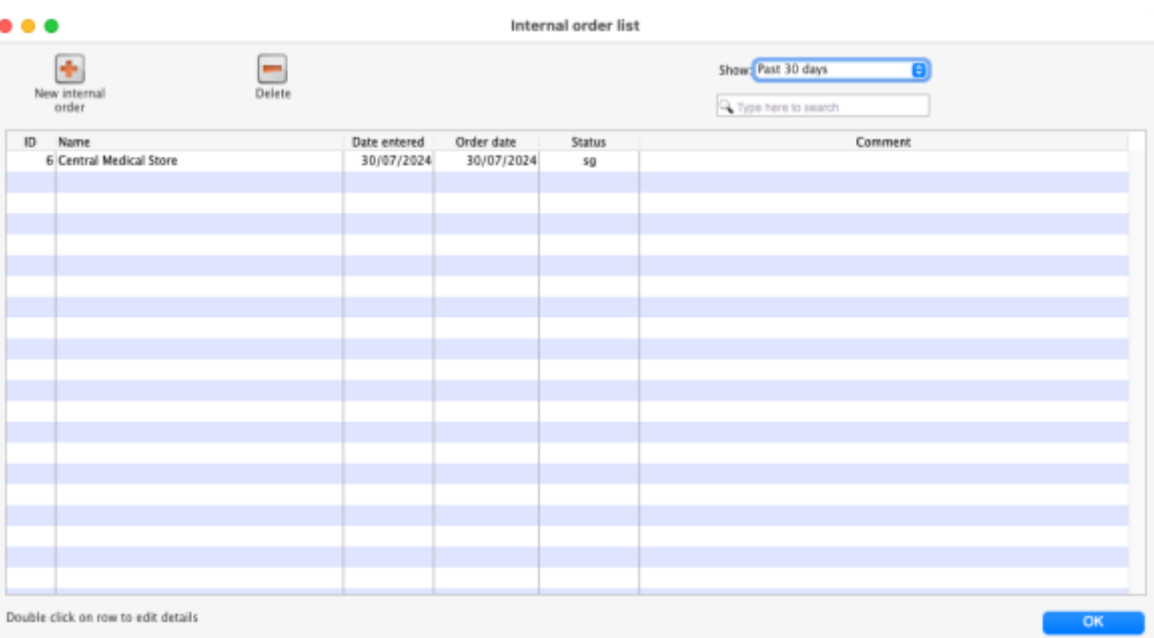 Internal order list
New internal
order
Delete
Show: Past 30 days
Type here to search
ID Name Date entered Order date Status Comment
6 Central Medical Store 30/07/2024 30/07/2024 sg
Double click on row to edit details
OK